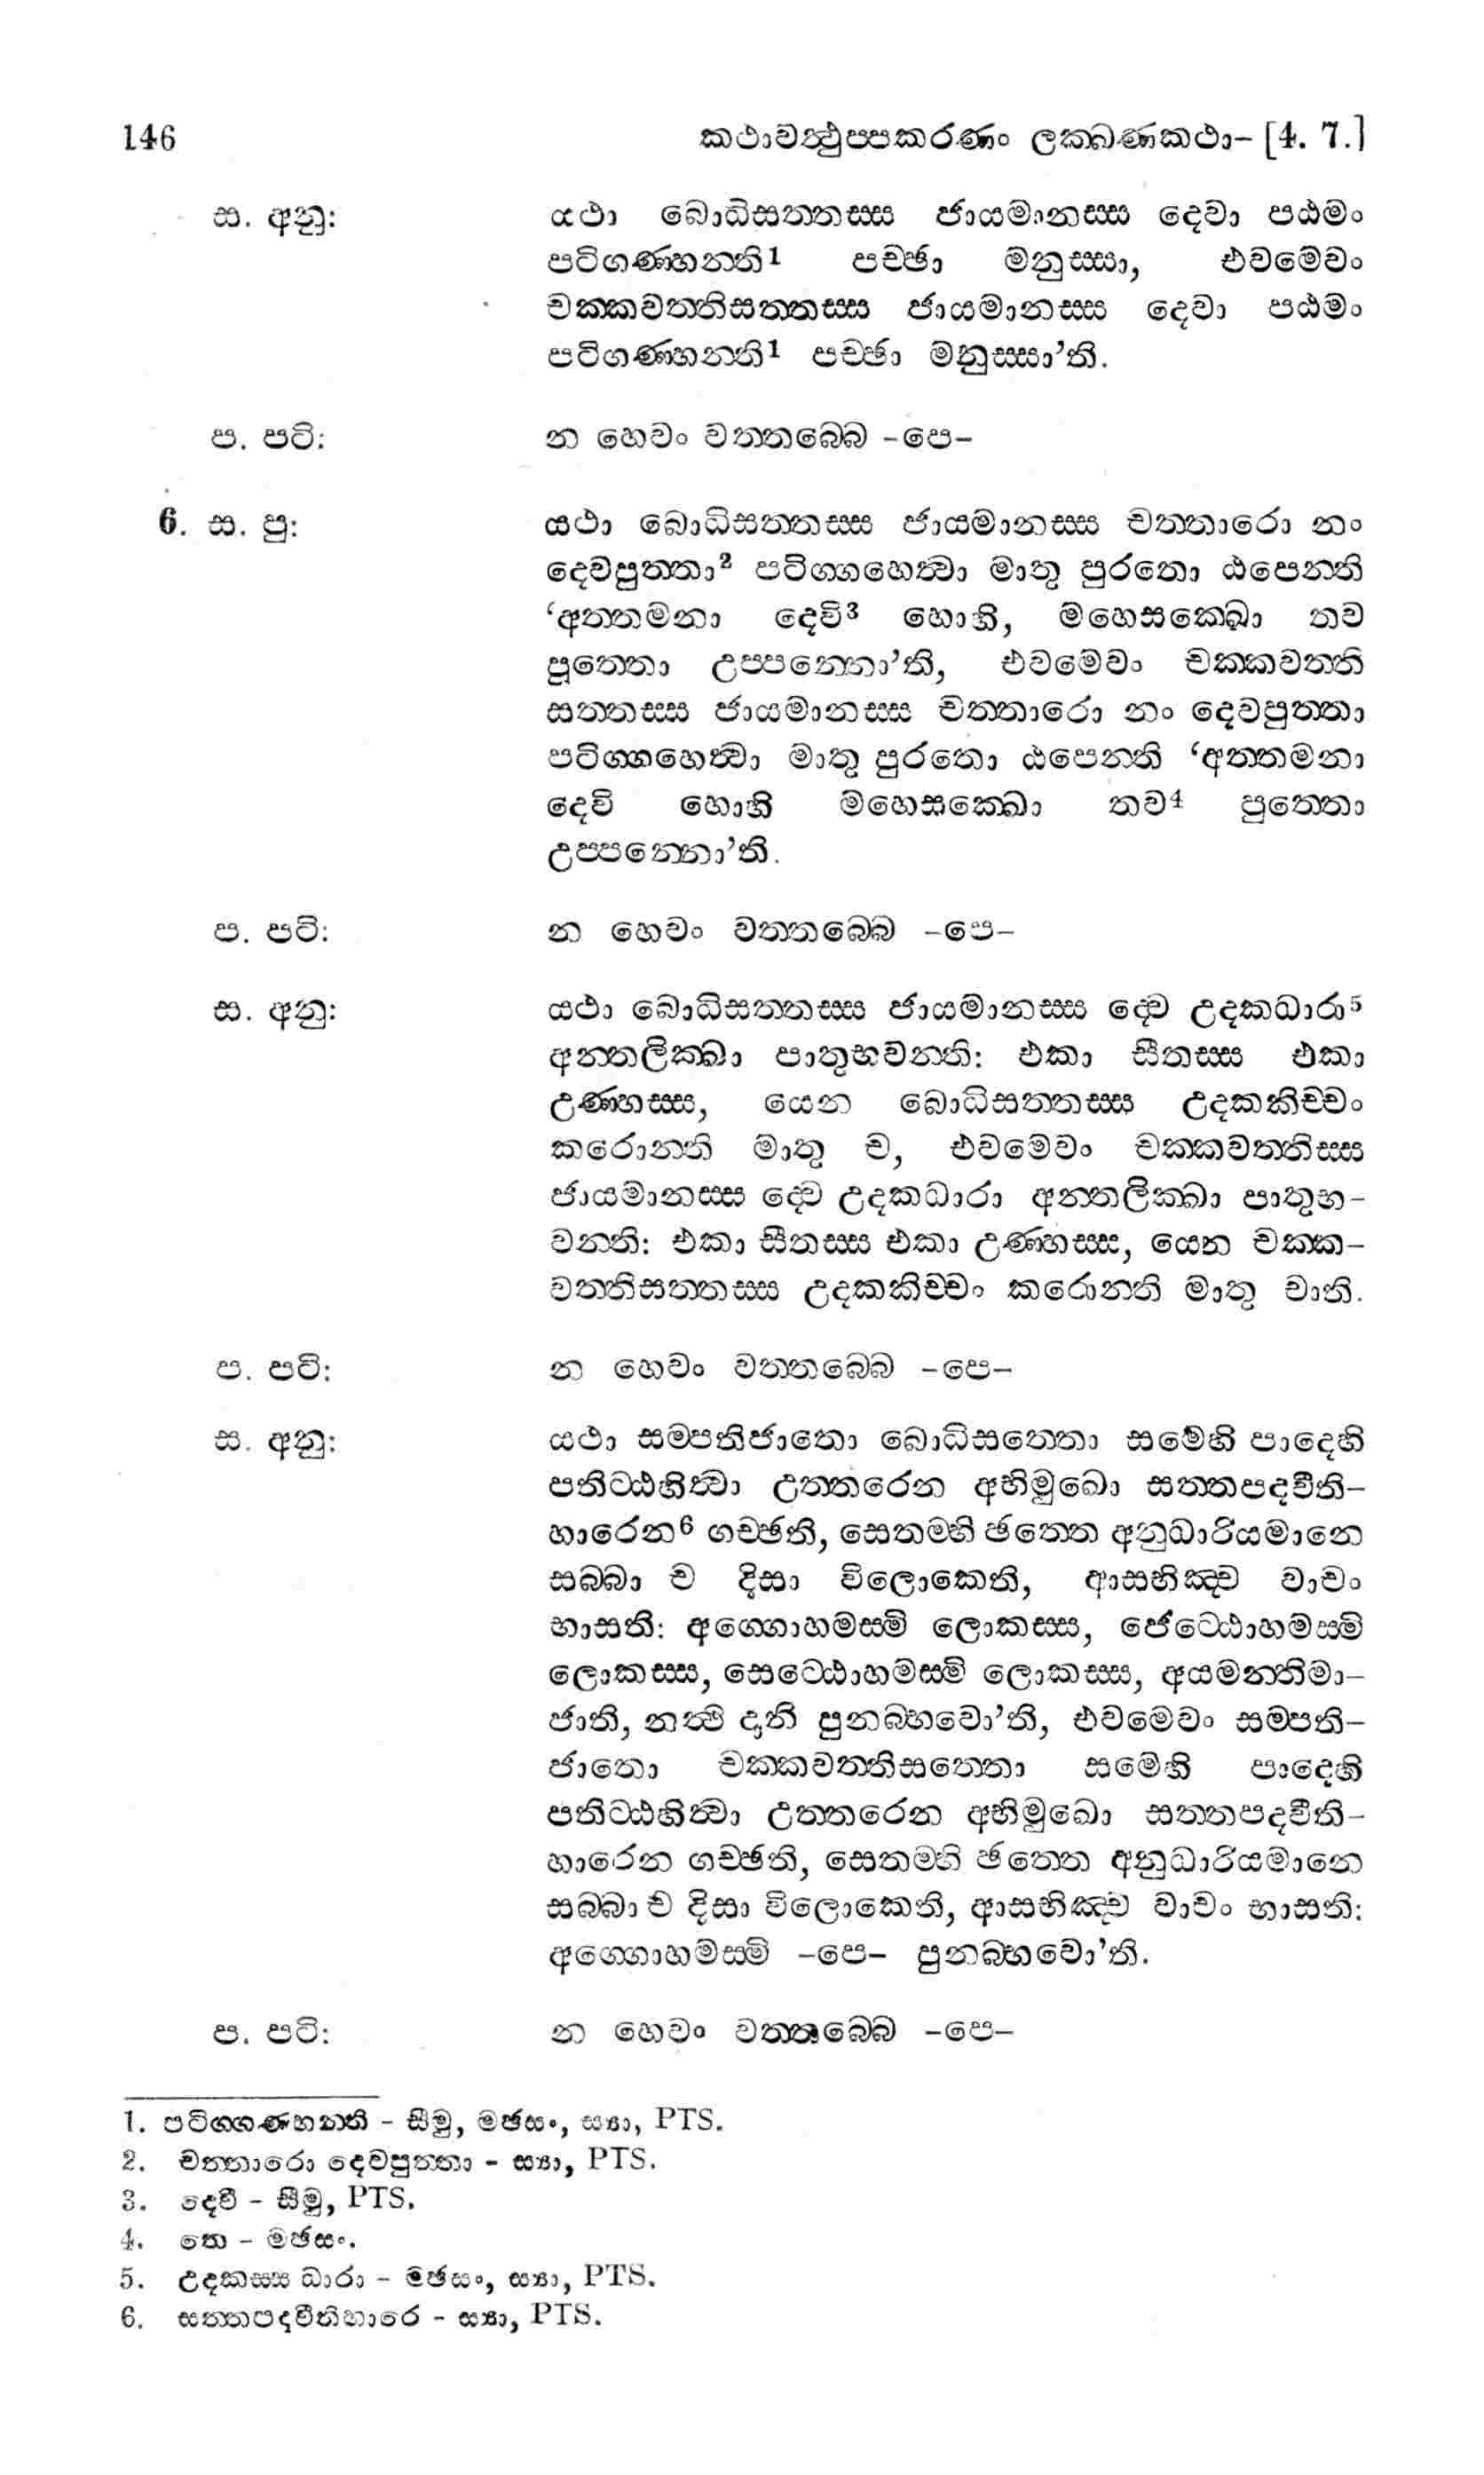 146 කථාවත්‍ථුප්පකරණං ලක්ඛණකථා– [4. 7.]
ස. අනු: යථා බොධිසත්තස්ස ජායමානස්ස දෙවා පඨමං
පටිගණ්හන්ති1 පච්ඡා මනුස්සා, එවමෙවං
චක්කවත්තිසත්තස්ස ජායමානස්ස දෙවා පඨමං
පටිගණ්හන්ති1 පච්ඡා මනුස්සා’ති.
ප. පටි: න හෙවං වත්තබ්බෙ –පෙ–
6. ස. පු: යථා බොධිසත්තස්ස ජායමානස්ස චත්තාරො නං
දෙවපුත්තා2 පටිග්ගහෙත්‍වා මාතු පුරතො ඨපෙන්ති
‘අත්තමනා දෙවි3 හොහි, මහෙසක්ඛො තව
පුත්තො උප්පන්නො’ති, එවමෙවං චක්කවත්ති
සත්තස්ස ජායමානස්ස චත්තාරො නං දෙවපුත්තා
පටිග්ගහෙත්‍වා මාතු පුරතො ඨපෙන්ති ‘අත්තමනා
දෙවි හොහි මහෙසක්ඛො තව4 පුත්තො
උප්පන්නො’ති.
ප. පටි: න හෙවං වත්තබ්බෙ –පෙ–
ස. අනු: යථා බොධිසත්තස්ස ජායමානස්ස ද්‍වෙ උදකධාරා5
අන්තලික්ඛා පාතුභවන්ති: එකා සීතස්ස එකා
උණ්හස්ස, යෙන බොධිසත්තස්ස උදකකිච්චං
කරොන්ති මාතු ච, එවමෙවං චක්කවත්තිස්ස
ජායමානස්ස ද්‍වෙ උදකධාරා අන්තලික්ඛා පාතුභ–
වන්ති: එකා සීතස්ස එකා උණ්හස්ස, යෙන චක්ක–
වත්තිසත්තස්ස උදකකිච්චං කරොන්ති මාතු චාති.
ප. පටි: න හෙවං වත්තබ්බෙ –පෙ–
ස. අනු: යථා සම්පතිජාතො බොධිසත්තො සමෙහි පාදෙහි
පතිට්ඨහිත්‍වා උත්තරෙන අභිමුඛො සත්තපදවීති–
හාරෙන6 ගච්ඡති, සෙතම්හි ඡත්තෙ අනුධාරියමානෙ
සබ්බා ච දිසා විලොකෙති, ආසභිඤ්ච වාචං
භාසති: අග්ගොහමස්මි ලොකස්ස, ජෙට්ඨොහමස්මි
ලොකස්ස, සෙට්ඨොහමස්මි ලොකස්ස, අයමන්තිමා–
ජාති, නත්‍ථි දානි පුනබ්භවො’ති, එවමෙවං සම්පති–
ජාතො චක්කවත්තිසත්තො සමෙහි පාදෙහි
පතිට්ඨහිත්‍වා උත්තරෙන අභිමුඛො සත්තපදවීති–
හාරෙන ගච්ඡති, සෙතම්හි ඡත්තෙ අනුධාරියමානෙ
සබ්බා ච දිසා විලොකෙති, ආසභිඤ්ච වාචං භාසති:
අග්ගොහමස්මි –පෙ– පුනබ්භවො’ති.
ප. පටි: න හෙවං වත්තබ්බෙ –පෙ–
1. පටිග්ගණ්හන්ති – සීමු, මඡසං, ස්‍යා, PTS.
2. චත්තාරො දෙවපුත්තා – ස්‍යා, PTS.
3. දෙවී – සීමු, PTS.
4. තෙ – මඡසං.
5. උදකස්ස ධාරා – මඡසං, ස්‍යා, PTS.
6. සත්තපදවීතිහාරෙ – ස්‍යා, PTS.